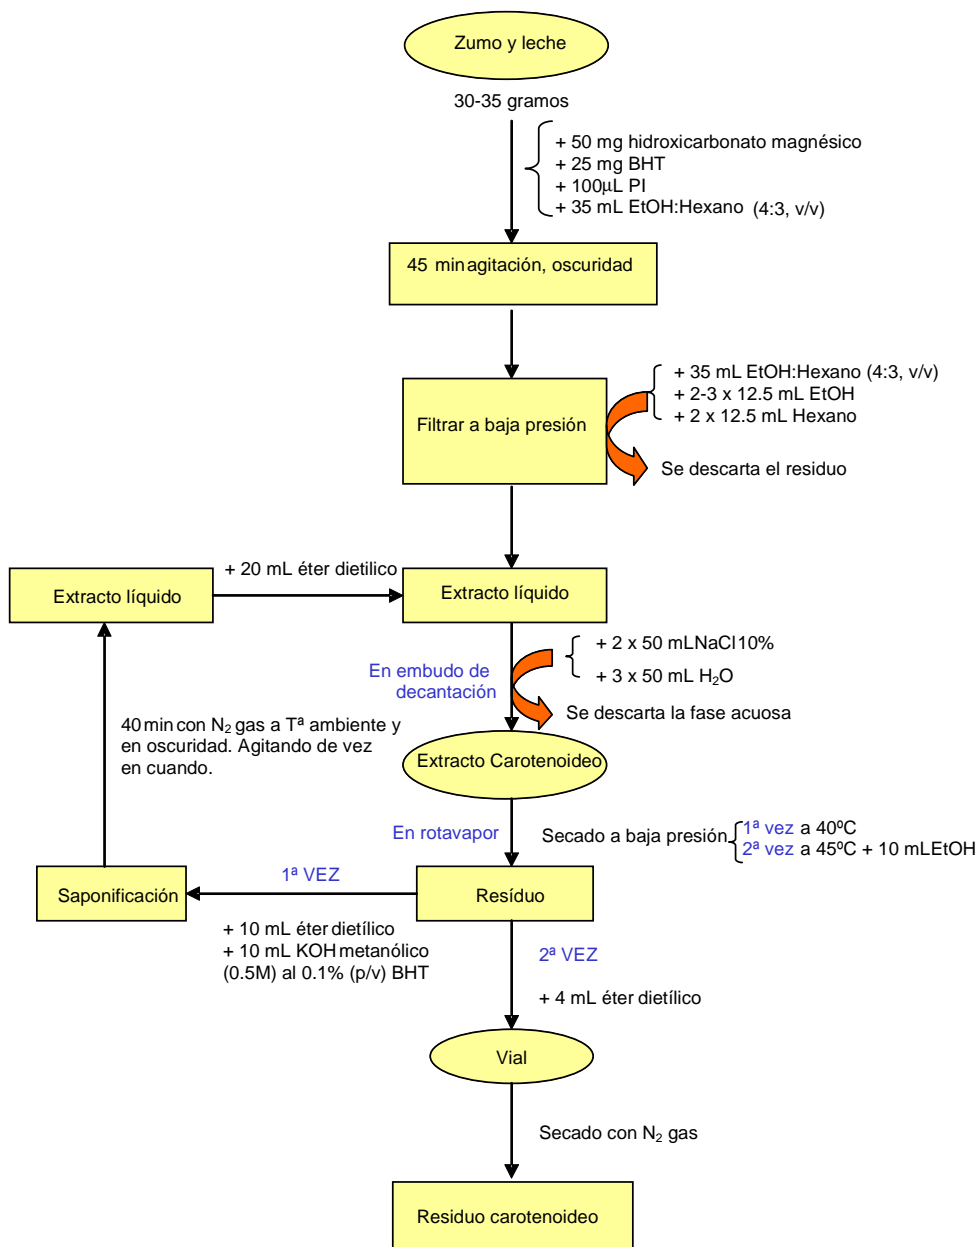 Zumo y leche
30-35 gramos
+ 50 mg hidroxicarbonato magnésico
+ 25 mg BHT
+ 100μL PI
+ 35 mL EtOH:Hexano (4:3, v/v)
45 min agitación, oscuridad
+ 35 mL EtOH:Hexano (4:3, v/v)
+ 2-3 x 12.5 mL EtOH
+ 2 x 12.5 mL Hexano
Filtrar a baja presión
Se descarta el residuo
+ 20 mL éter dietilico
Extracto líquido
Extracto líquido
+ 2 x 50 mL NaCl 10%
+ 3 x 50 mL H₂O
En embudo de
decantación
Se descarta la fase acuosa
40 min con N₂ gas a Tª ambiente y
en oscuridad. Agitando de vez
en cuando.
Extracto Carotenoideo
En rotavapor
Secado a baja presión
1ª vez a 40ºC
2ª vez a 45ºC + 10 mL EtOH
1ª VEZ
Saponificación
Resíduo
+ 10 mL éter dietílico
+ 10 mL KOH metanólico
(0.5M) al 0.1% (p/v) BHT
2ª VEZ
+ 4 mL éter dietílico
Vial
Secado con N₂ gas
Residuo carotenoideo